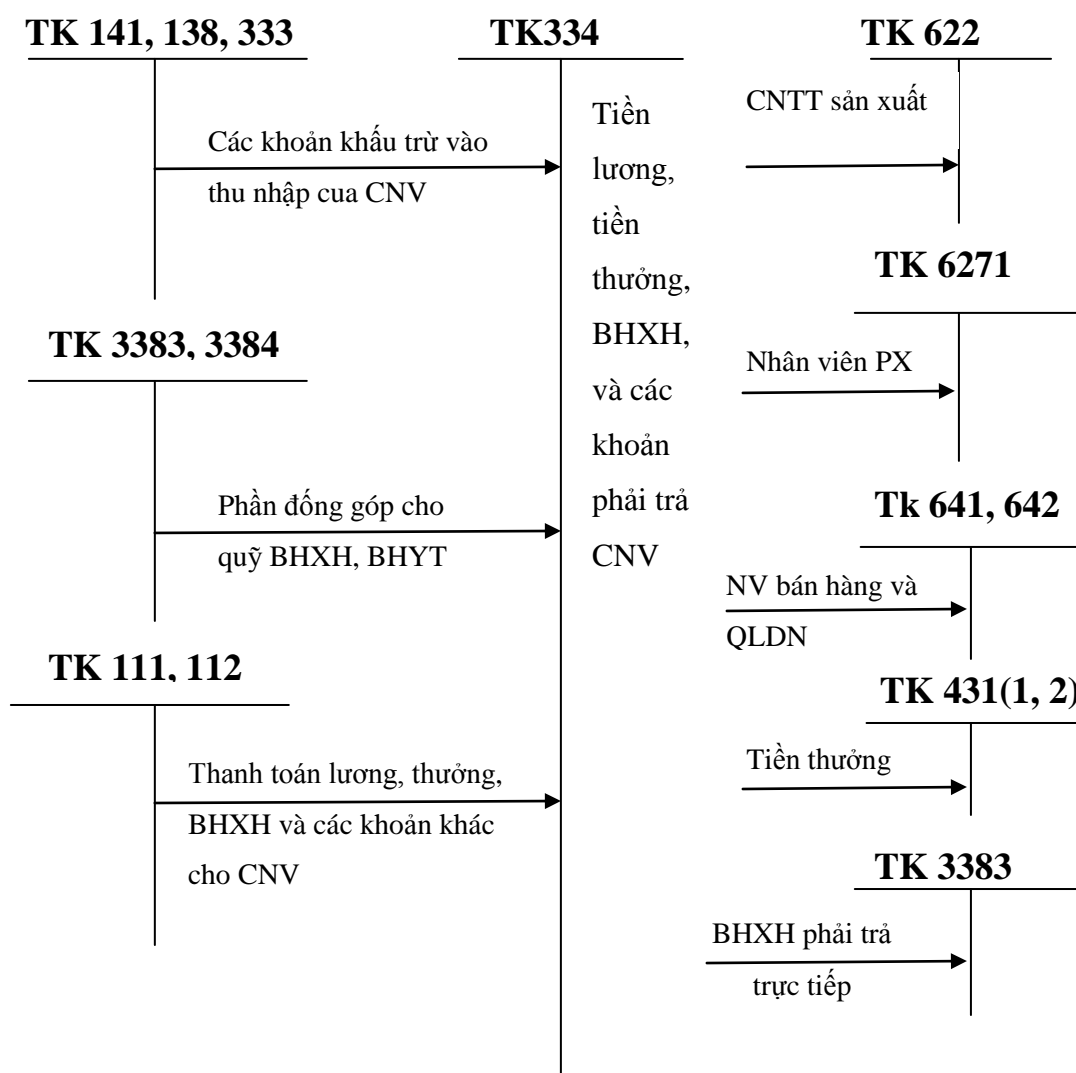 TK 141, 138, 333
TK334
TK 622
Các khoản khấu trừ vào
thu nhập cua CNV
Tiền
lương,
tiền
thưởng,
BHXH,
và các
khoản
phải trả
CNV
CNTT sản xuất
TK 6271
TK 3383, 3384
Nhân viên PX
Phần đống góp cho
quỹ BHXH, BHYT
Tk 641, 642
NV bán hàng và
QLDN
TK 111, 112
TK 431(1, 2)
Thanh toán lương, thưởng,
BHXH và các khoản khác
cho CNV
Tiền thưởng
TK 3383
BHXH phải trả
trực tiếp